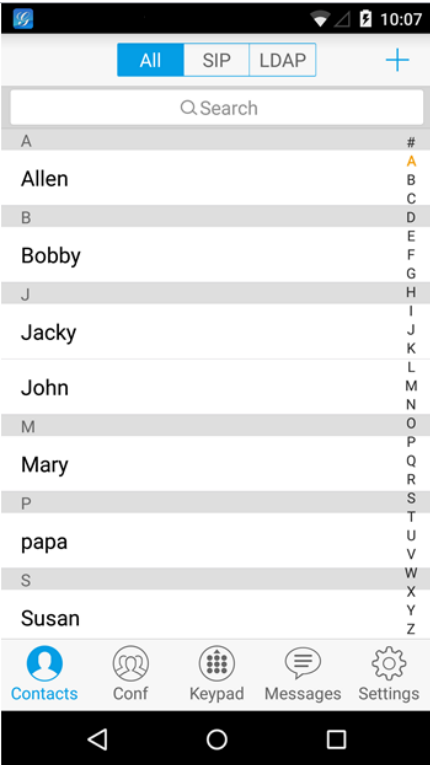 10:07
All SIP LDAP +
Search
A
Allen
B
Bobby
J
Jacky
John
M
Mary
P
papa
S
Susan
#
A
B
C
D
E
F
G
H
I
J
K
L
M
N
O
P
Q
R
S
T
U
V
W
X
Y
Z
Contacts Conf Keypad Messages Settings